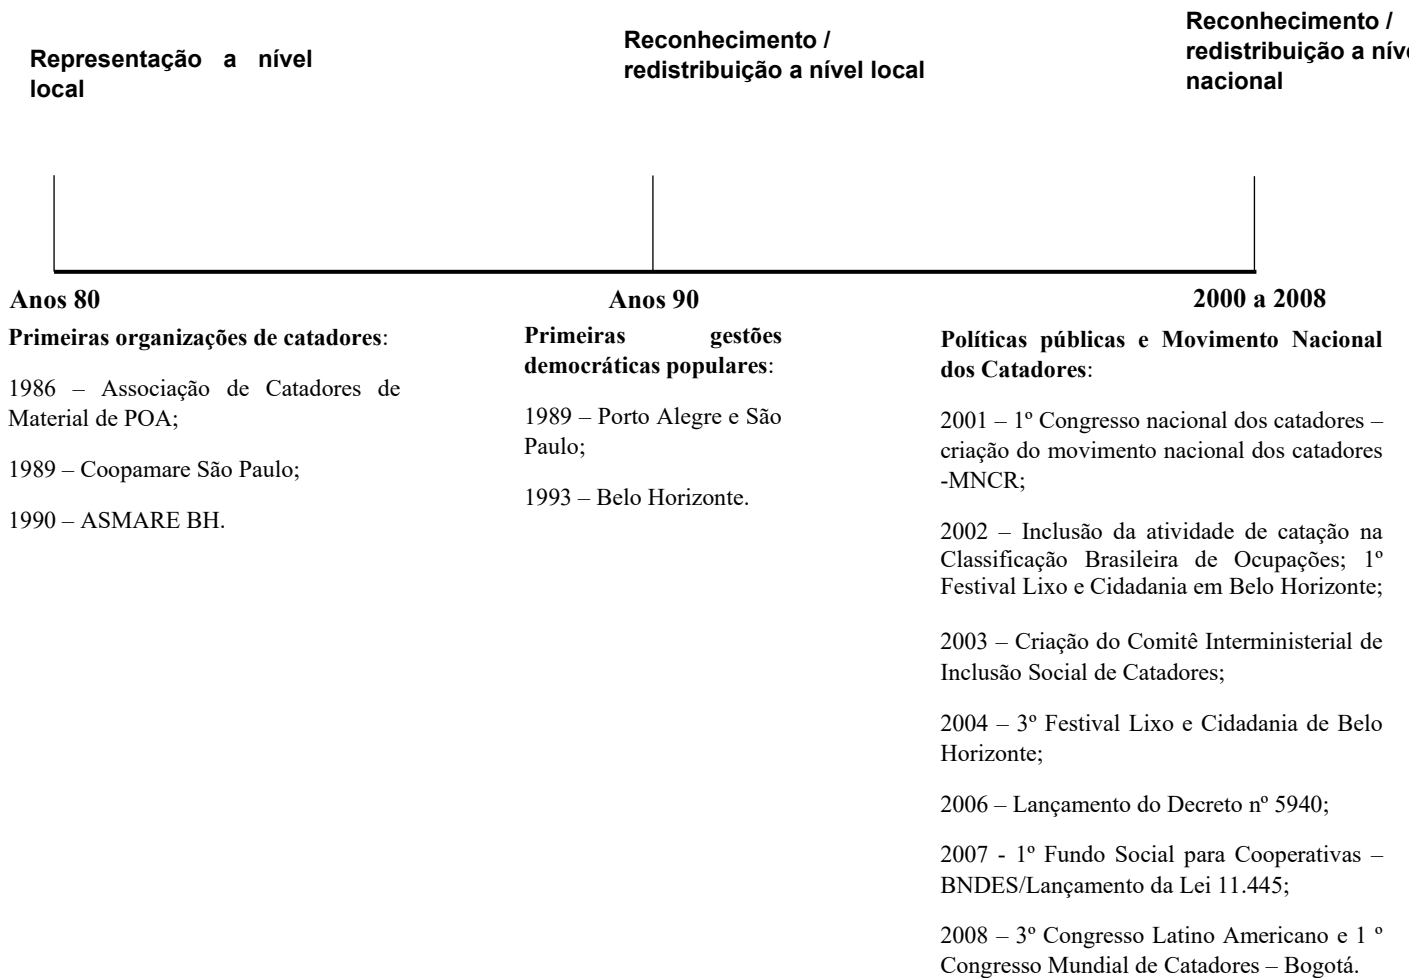 Representação a nível
local
Reconhecimento /
redistribuição a nível local
Reconhecimento /
redistribuição a
nacional
Anos 80
Primeiras organizações de catadores:
1986 – Associação de Catadores de
Material de POA;
1989 – Coopamare São Paulo;
1990 – ASMARE BH.
Anos 90
Primeiras gestões
democráticas populares:
1989 – Porto Alegre e São
Paulo;
1993 – Belo Horizonte.
2000 a 2008
Políticas públicas e Movimento Nacional
dos Catadores:
2001 – 1º Congresso nacional dos catadores –
criação do movimento nacional dos catadores
-MNCR;
2002 – Inclusão da atividade de catação na
Classificação Brasileira de Ocupações; 1º
Festival Lixo e Cidadania em Belo Horizonte;
2003 – Criação do Comitê Interministerial de
Inclusão Social de Catadores;
2004 – 3º Festival Lixo e Cidadania de Belo
Horizonte;
2006 – Lançamento do Decreto nº 5940;
2007 - 1º Fundo Social para Cooperativas –
BNDES/Lançamento da Lei 11.445;
2008 – 3º Congresso Latino Americano e 1 º
Congresso Mundial de Catadores – Bogotá.